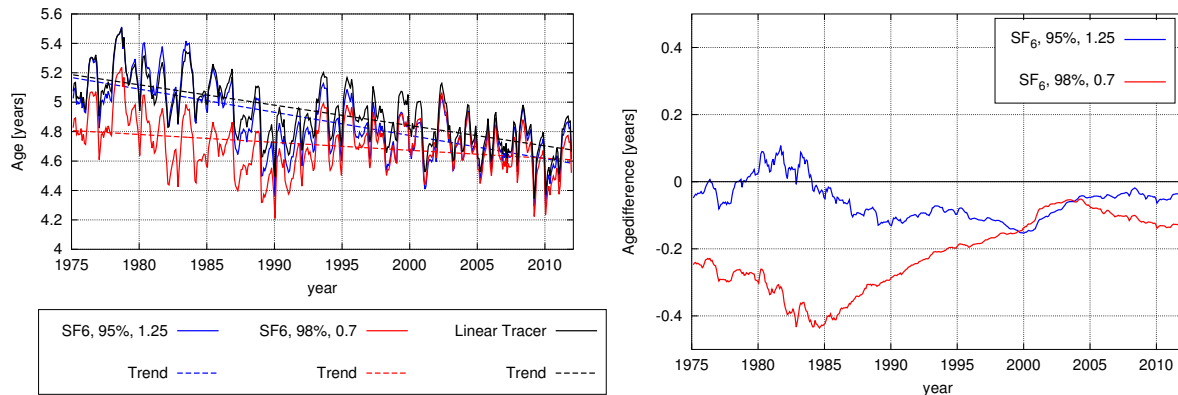 5.6
5.4
5.2
5
4.8
4.6
4.4
4.2
4
Age [years]
1975 1980 1985 1990 1995 2000 2005 2010
year
SF6, 95%, 1.25 SF6, 98%, 0.7 Linear Tracer
Trend Trend Trend
SF6, 95%, 1.25
SF6, 98%, 0.7
0.4
0.2
0
-0.2
-0.4
Agedifference [years]
1975 1980 1985 1990 1995 2000 2005 2010
year